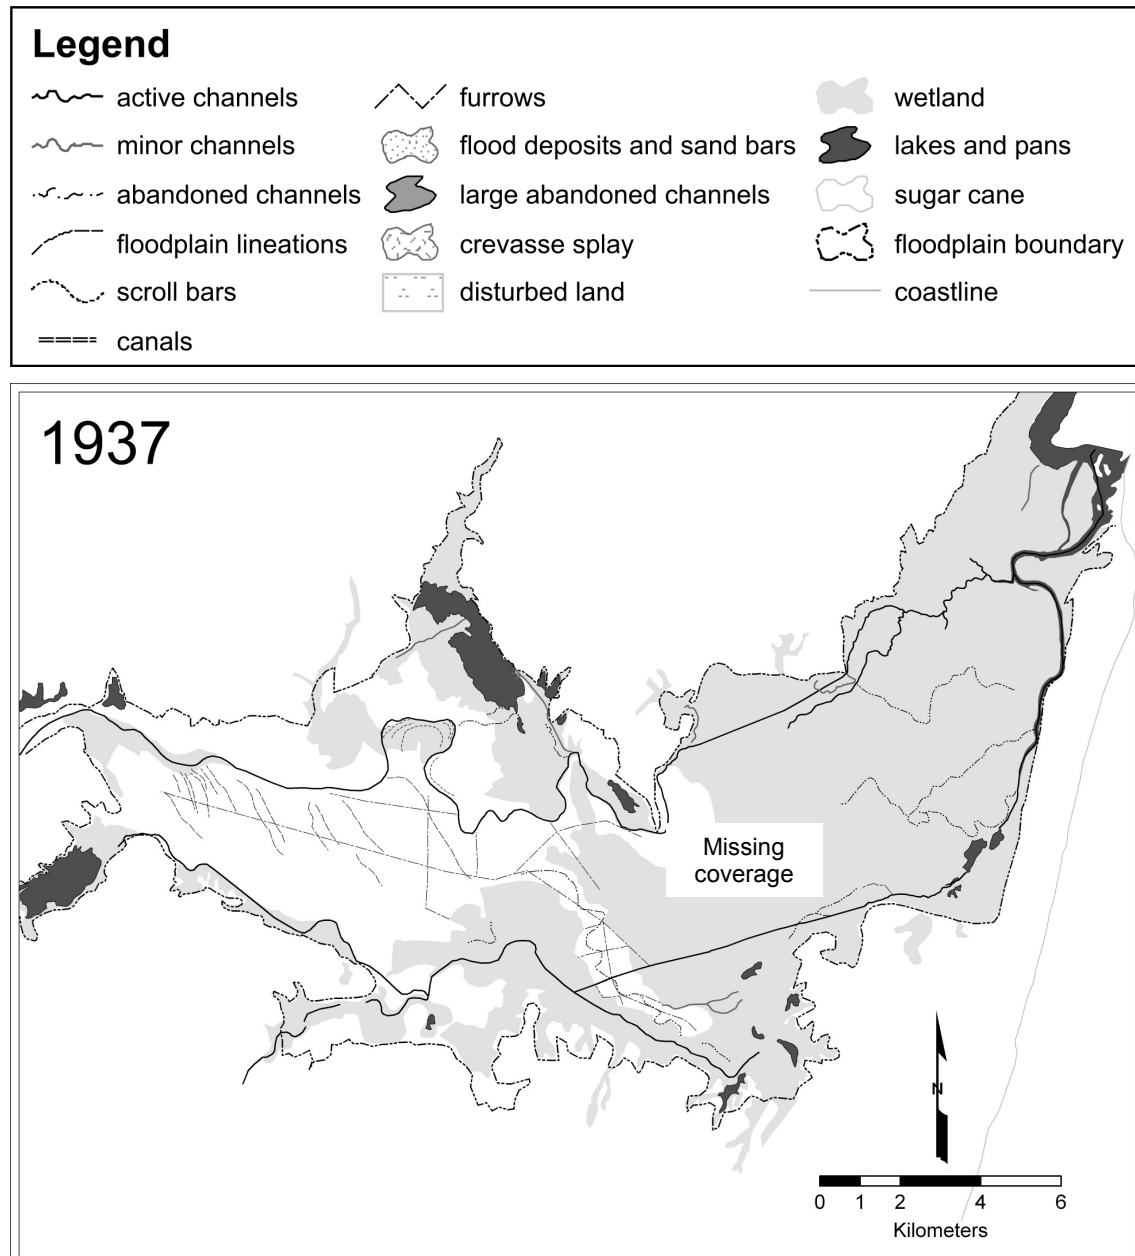 Legend
active channels
minor channels
abandoned channels
floodplain lineations
scroll bars
canals
furrows
flood deposits and sand bars
large abandoned channels
crevasse splay
disturbed land
wetland
lakes and pans
sugar cane
floodplain boundary
coastline
1937
Missing
coverage
N
0 1 2 4 6
Kilometers